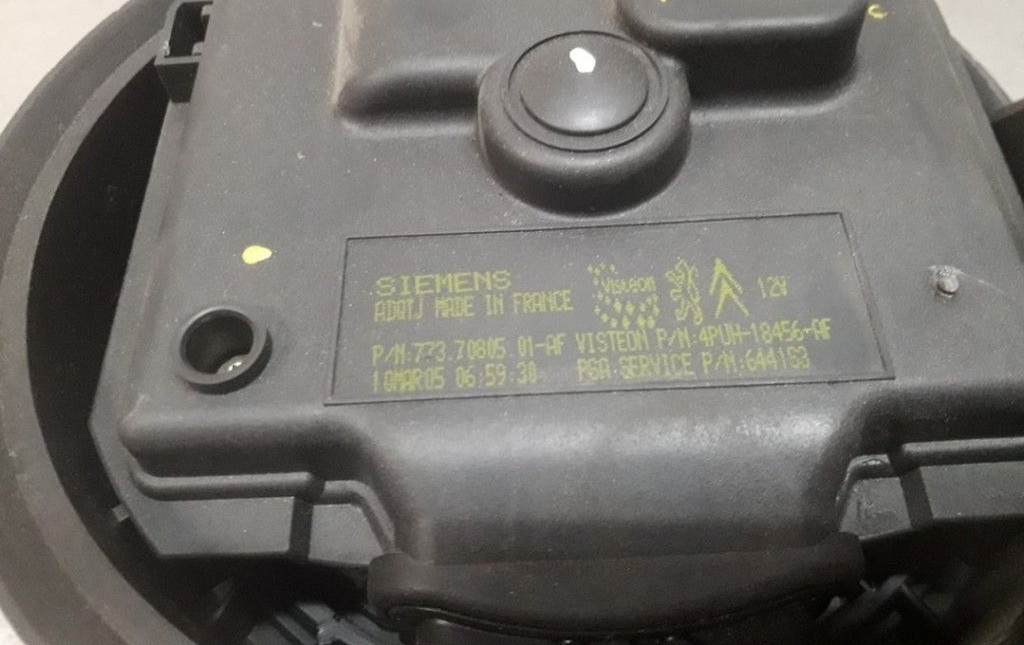 SIEMENS
ADQTJ MADE IN FRANCE
Visteon
12V
P/N:773.70805.01-AF VISTEON P/N:4PUH-18456-AF
10MAR05 06:59:30 PSA:SERVICE P/N:6441S3